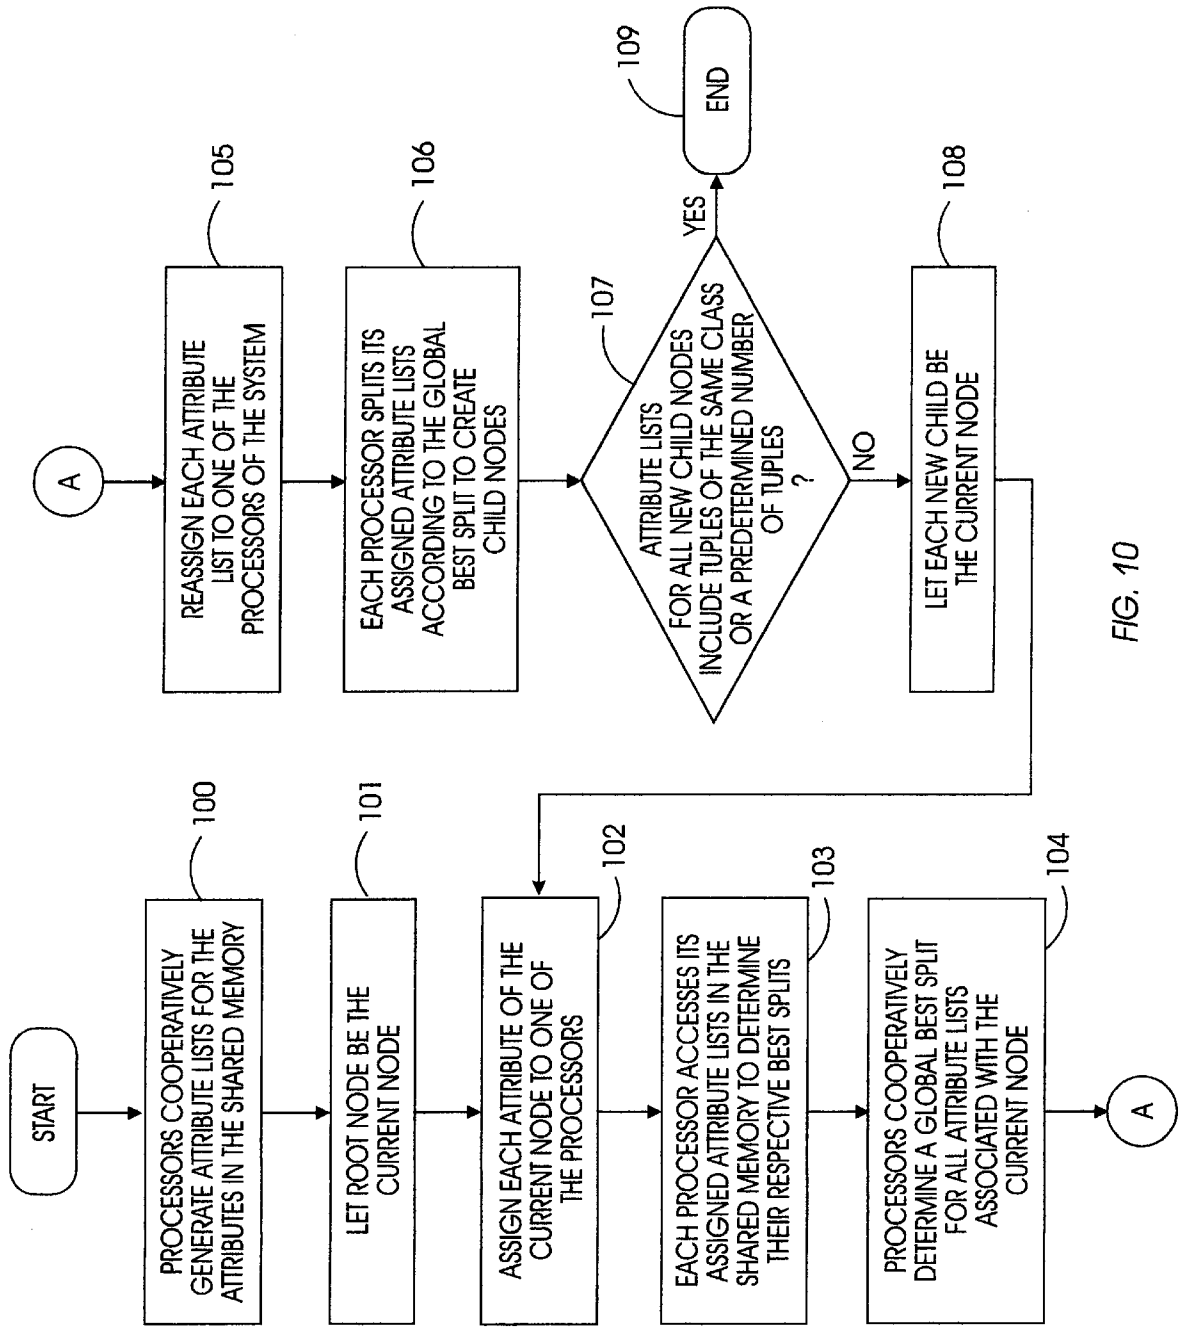 START
PROCESSORS COOPERATIVELY
GENERATE ATTRIBUTE LISTS FOR THE
ATTRIBUTES IN THE SHARED MEMORY
100
LET ROOT NODE BE THE
CURRENT NODE
101
ASSIGN EACH ATTRIBUTE OF THE
CURRENT NODE TO ONE OF
THE PROCESSORS
102
EACH PROCESSOR ACCESSES ITS
ASSIGNED ATTRIBUTE LISTS IN THE
SHARED MEMORY TO DETERMINE
THEIR RESPECTIVE BEST SPLITS
103
PROCESSORS COOPERATIVELY
DETERMINE A GLOBAL BEST SPLIT
FOR ALL ATTRIBUTE LISTS
ASSOCIATED WITH THE
CURRENT NODE
104
A
A
REASSIGN EACH ATTRIBUTE
LIST TO ONE OF THE
PROCESSORS OF THE SYSTEM
105
EACH PROCESSOR SPLITS ITS
ASSIGNED ATTRIBUTE LISTS
ACCORDING TO THE GLOBAL
BEST SPLIT TO CREATE
CHILD NODES
106
ATTRIBUTE LISTS
FOR ALL NEW CHILD NODES
INCLUDE TUPLES OF THE SAME CLASS
OR A PREDETERMINED NUMBER
OF TUPLES
?
107
YES
END
109
NO
LET EACH NEW CHILD BE
THE CURRENT NODE
108
FIG. 10